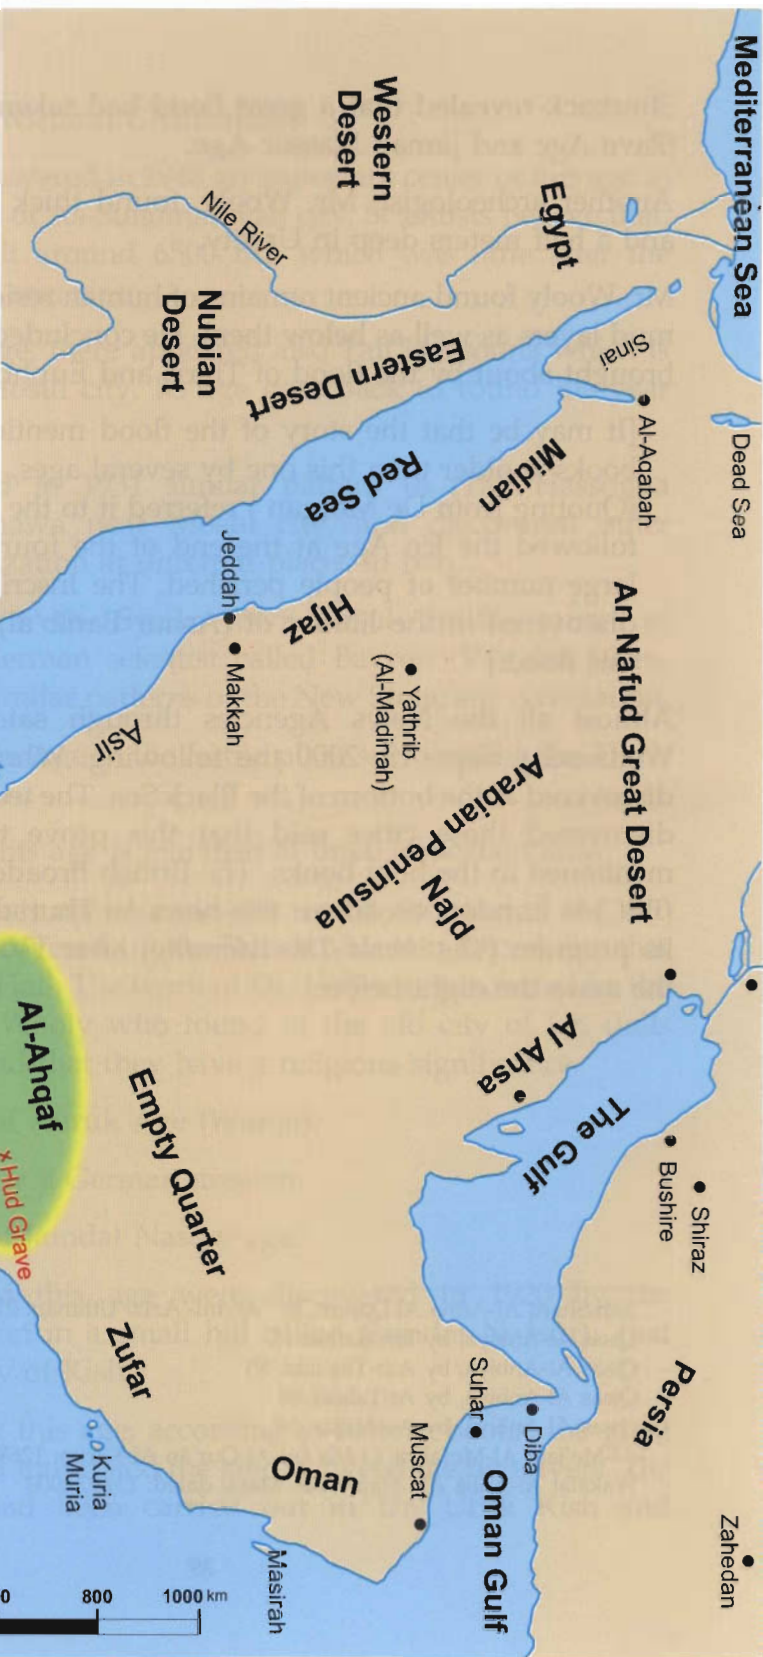 Mediterranean Sea
Dead Sea
Zahedan
Western
Desert
Egypt
Nile River
Sinai
Al-Aqabah
Eastern Desert
Midian
An Nafud Great Desert
Nubian
Desert
Red Sea
Hijaz
Jeddah
Makkah
Yathrib
(Al-Madinah)
Asir
Arabian Peninsula
Najd
Al Ahsa
The Gulf
Bushire
Shiraz
Persia
Al-Ahqaf
x Hud Grave
Empty Quarter
Zufar
Kuria
Muria
Oman
Suhar
Diba
Muscat
Oman Gulf
Masirah
0
800
1000 km